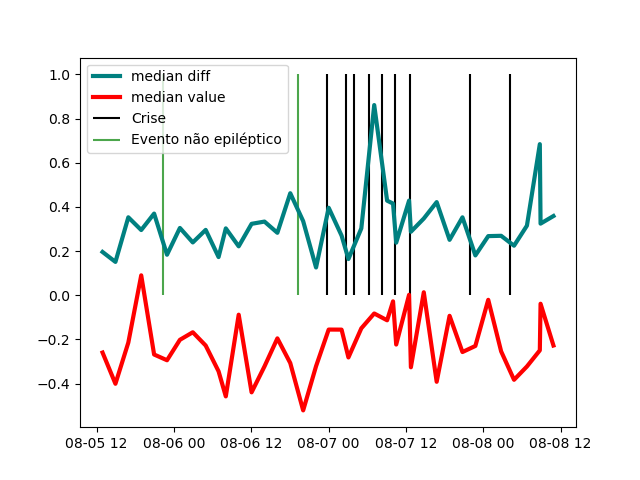 median diff
median value
Crise
Evento não epiléptico
1.0
0.8
0.6
0.4
0.2
0.0
−0.2
−0.4
08-05 12 08-06 00 08-06 12 08-07 00 08-07 12 08-08 00 08-08 12